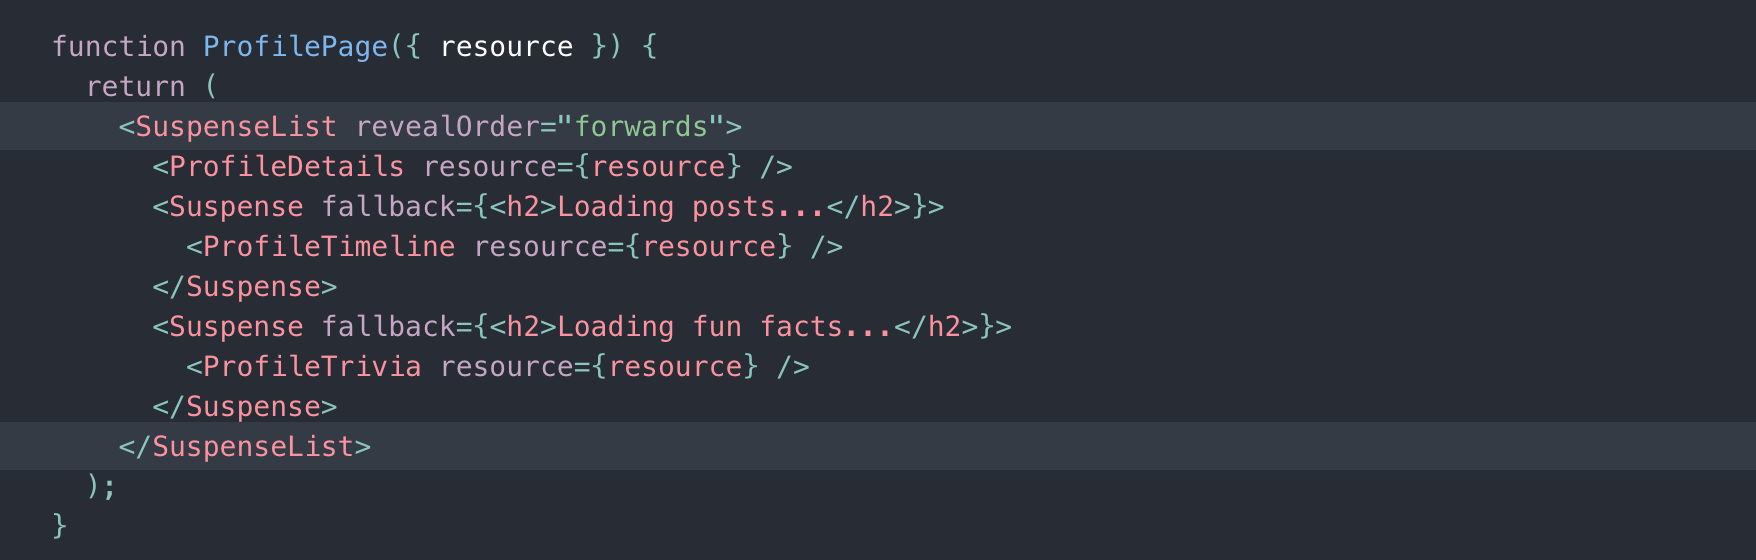 function ProfilePage({ resource }) {
  return (
    <SuspenseList revealOrder="forwards">
      <ProfileDetails resource={resource} />
      <Suspense fallback={<h2>Loading posts...</h2>}>
        <ProfileTimeline resource={resource} />
      </Suspense>
      <Suspense fallback={<h2>Loading fun facts...</h2>}>
        <ProfileTrivia resource={resource} />
      </Suspense>
    </SuspenseList>
  );
}